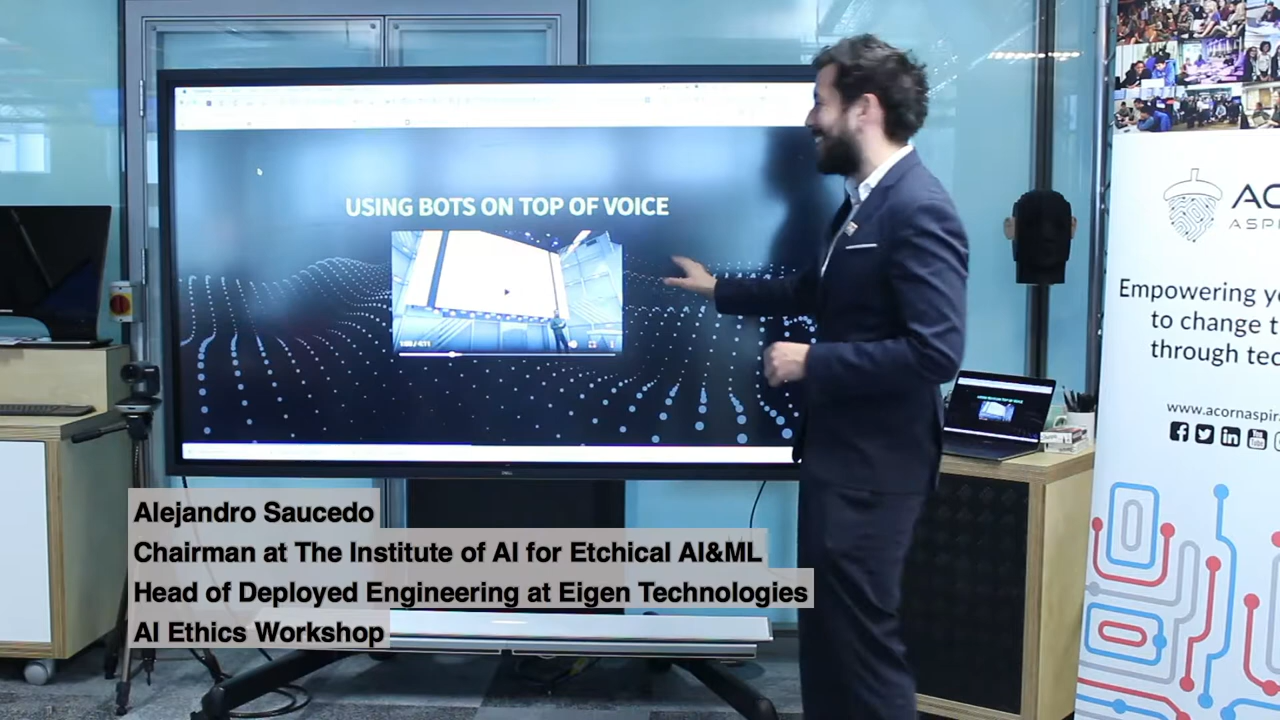 USING BOTS ON TOP OF VOICE
Empowering
to change
through
www.acornaspir
Alejandro Saucedo
Chairman at The Institute of AI for Etchical AI&ML
Head of Deployed Engineering at Eigen Technologies
AI Ethics Workshop